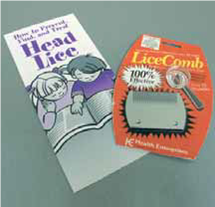 How to Prevent,
Find, and Treat
Head
Lice
LiceComb
100%
Effective
Health Enterprises